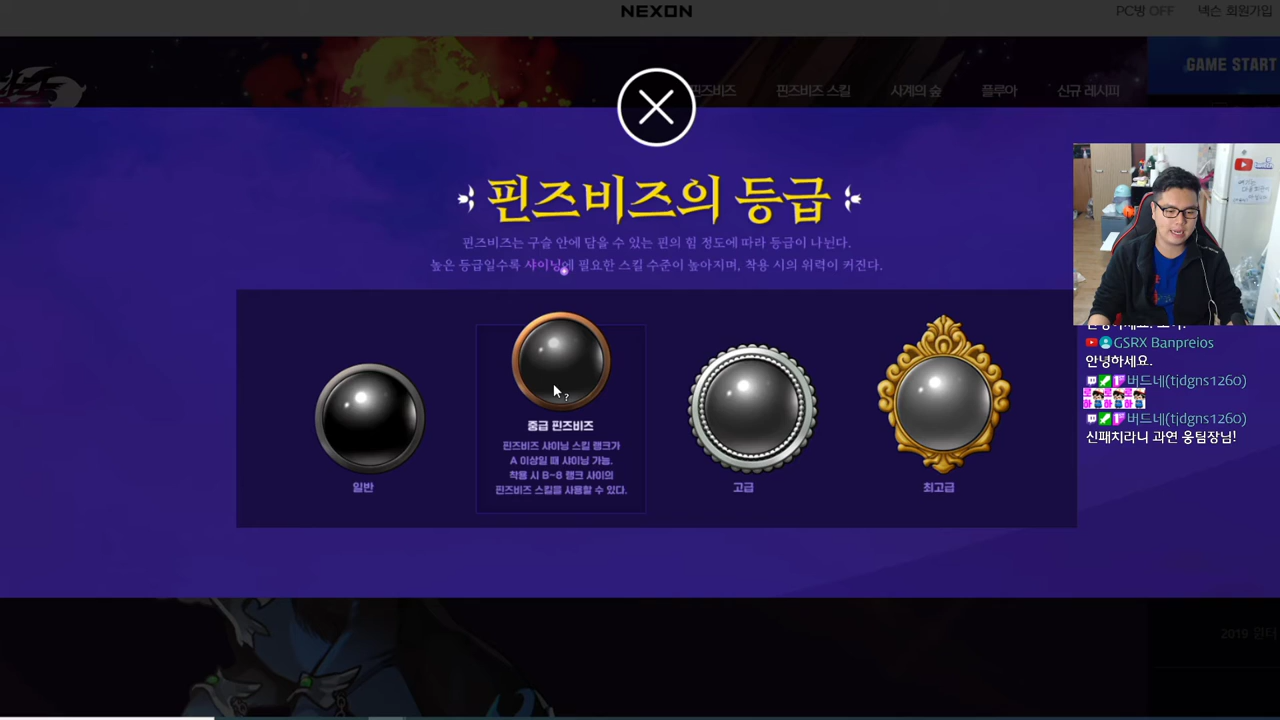 NEXON
PC방 OFF
넥슨 회원가입
GAME START
핀즈비즈
핀즈비즈 스킬
사계의 숲
플루아
신규 레시피
핀즈비즈의 등급
핀즈비즈는 구슬 안에 담을 수 있는 핀의 힘 정도에 따라 등급이 나뉜다.
높은 등급일수록 샤이닝에 필요한 스킬 수준이 높아지며, 착용 시의 위력이 커진다.
일반
중급 핀즈비즈
핀즈비즈 샤이닝 스킬 랭크가
A 이상일 때 샤이닝 가능.
착용 시 B~8 랭크 사이의
핀즈비즈 스킬을 사용할 수 있다.
고급
최고급
GSRX Banpreios
안녕하세요.
버드네(tjdgns1260)
버드네(tjdgns1260)
신패치라니 과연 웅팀장님!
2019 윈터